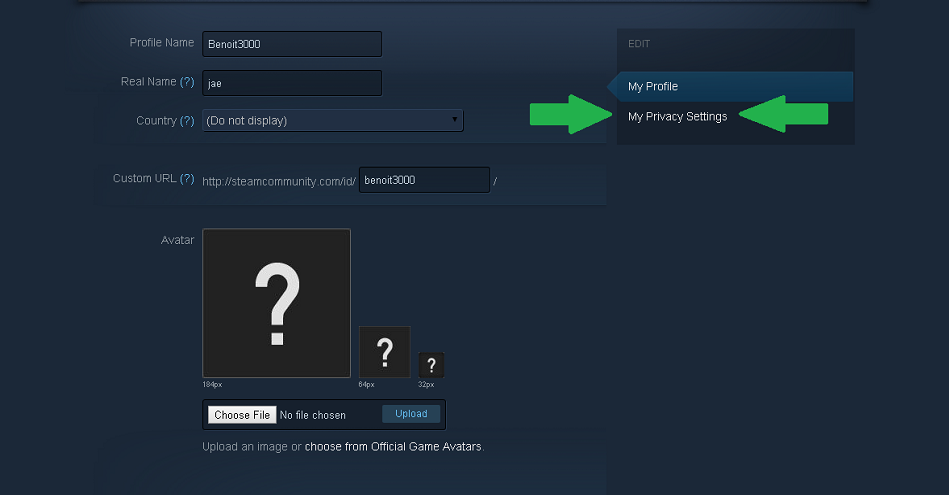 Profile Name
Benoit3000
Real Name (?)
jae
Country (?)
(Do not display)
Custom URL (?)
http://steamcommunity.com/id/
benoit3000
/
Avatar
?
?
?
184px
64px
32px
Choose File No file chosen
Upload
Upload an image or choose from Official Game Avatars.
EDIT
My Profile
My Privacy Settings